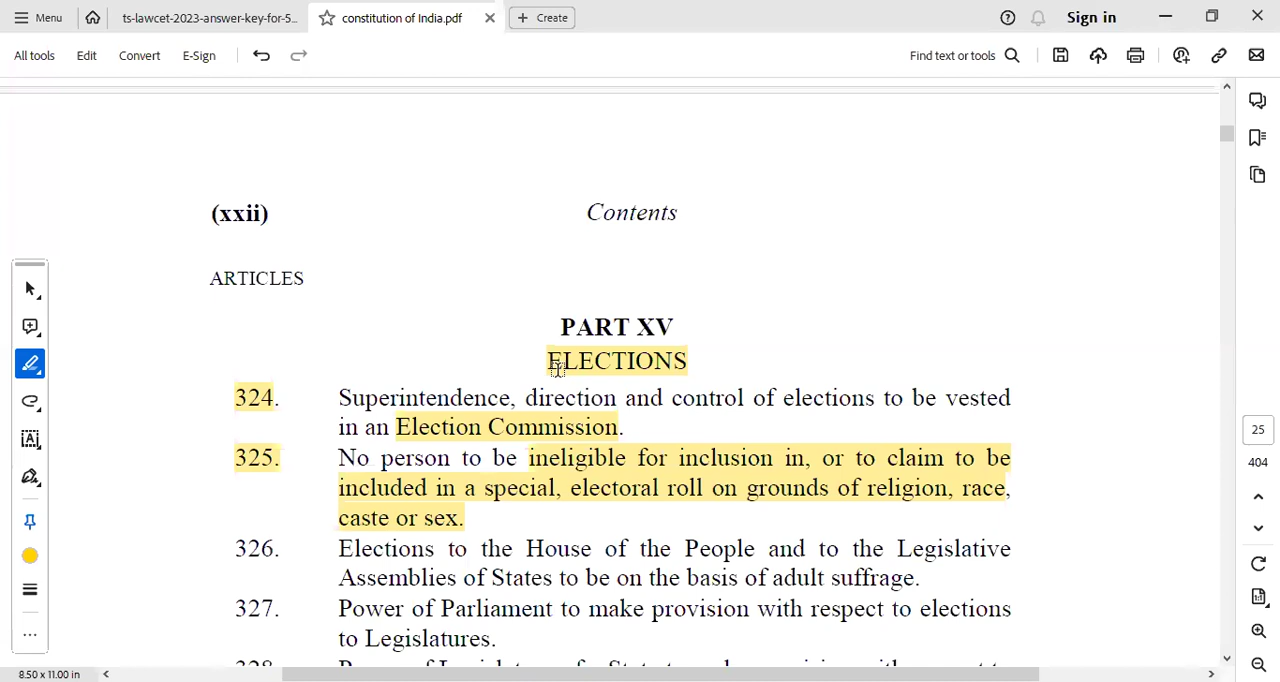 Menu ts-lawcet-2023-answer-key-for-5... constitution of India.pdf Create Sign in
All tools Edit Convert E-Sign Find text or tools
(xxii) Contents
ARTICLES
PART XV
ELECTIONS
324. Superintendence, direction and control of elections to be vested
in an Election Commission.
325. No person to be ineligible for inclusion in, or to claim to be
included in a special, electoral roll on grounds of religion, race,
caste or sex.
326. Elections to the House of the People and to the Legislative
Assemblies of States to be on the basis of adult suffrage.
327. Power of Parliament to make provision with respect to elections
to Legislatures.
25
404
8.50 x 11.00 in